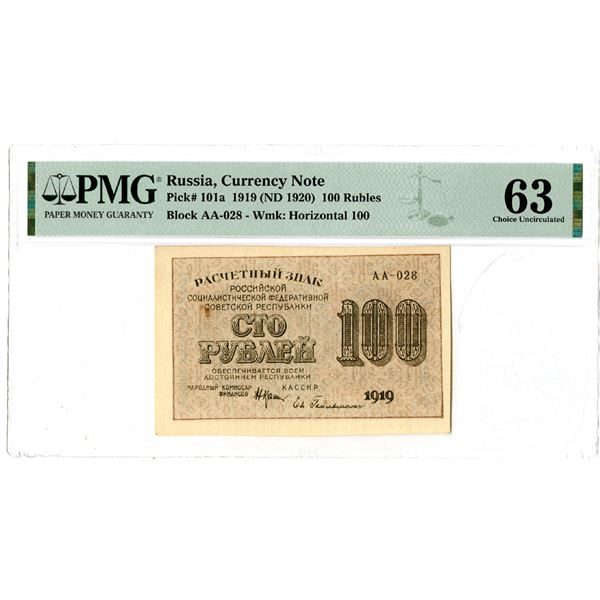 PMG®
PAPER MONEY GUARANTY
Russia, Currency Note
Pick# 101a 1919 (ND 1920) 100 Rubles
Block AA-028 - Wmk: Horizontal 100
63
Choice Uncirculated
РАСЧЕТНЫЙ ЗНАК
АА-028
РОССИЙСКОЙ
СОЦИАЛИСТИЧЕСКОЙ ФЕДЕРАТИВНОЙ
СОВЕТСКОЙ РЕСПУБЛИКИ
СТО
РУБЛЕЙ
100
ОБЕСПЕЧИВАЕТСЯ ВСЕМ
ДОСТОЯНИЕМ РЕСПУБЛИКИ
НАРОДНЫЙ КОМИССАР
ФИНАНСОВ
КАССИР
1919